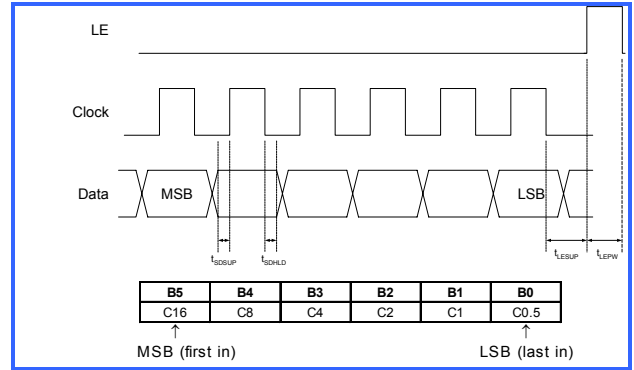 LE
Clock
Data
MSB
LSB
tSDSUP
tSDHLD
tLESUP
tLEPW
B5 B4 B3 B2 B1 B0
C16 C8 C4 C2 C1 C0.5
↑ ↑
MSB (first in) LSB (last in)